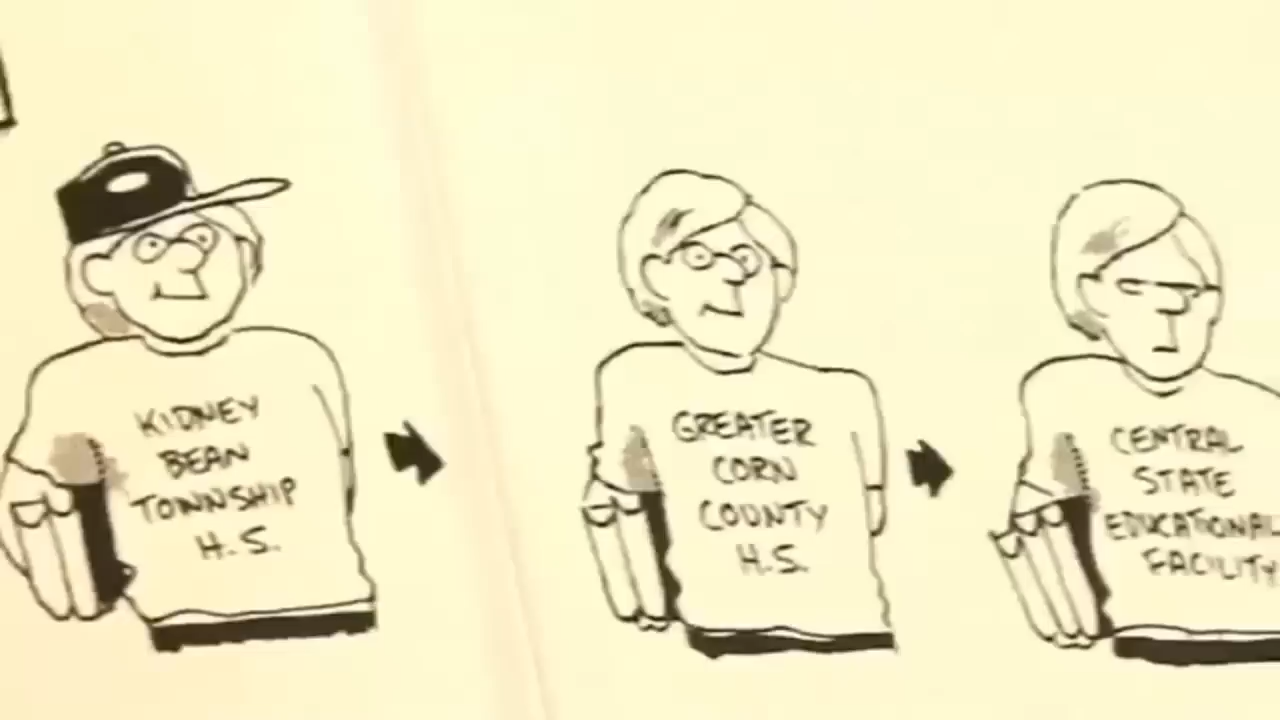 KIDNEY
BEAN
TOWNSHIP
H.S.
GREATER
CORN
COUNTY
H.S.
CENTRAL
STATE
EDUCATIONAL
FACILITY